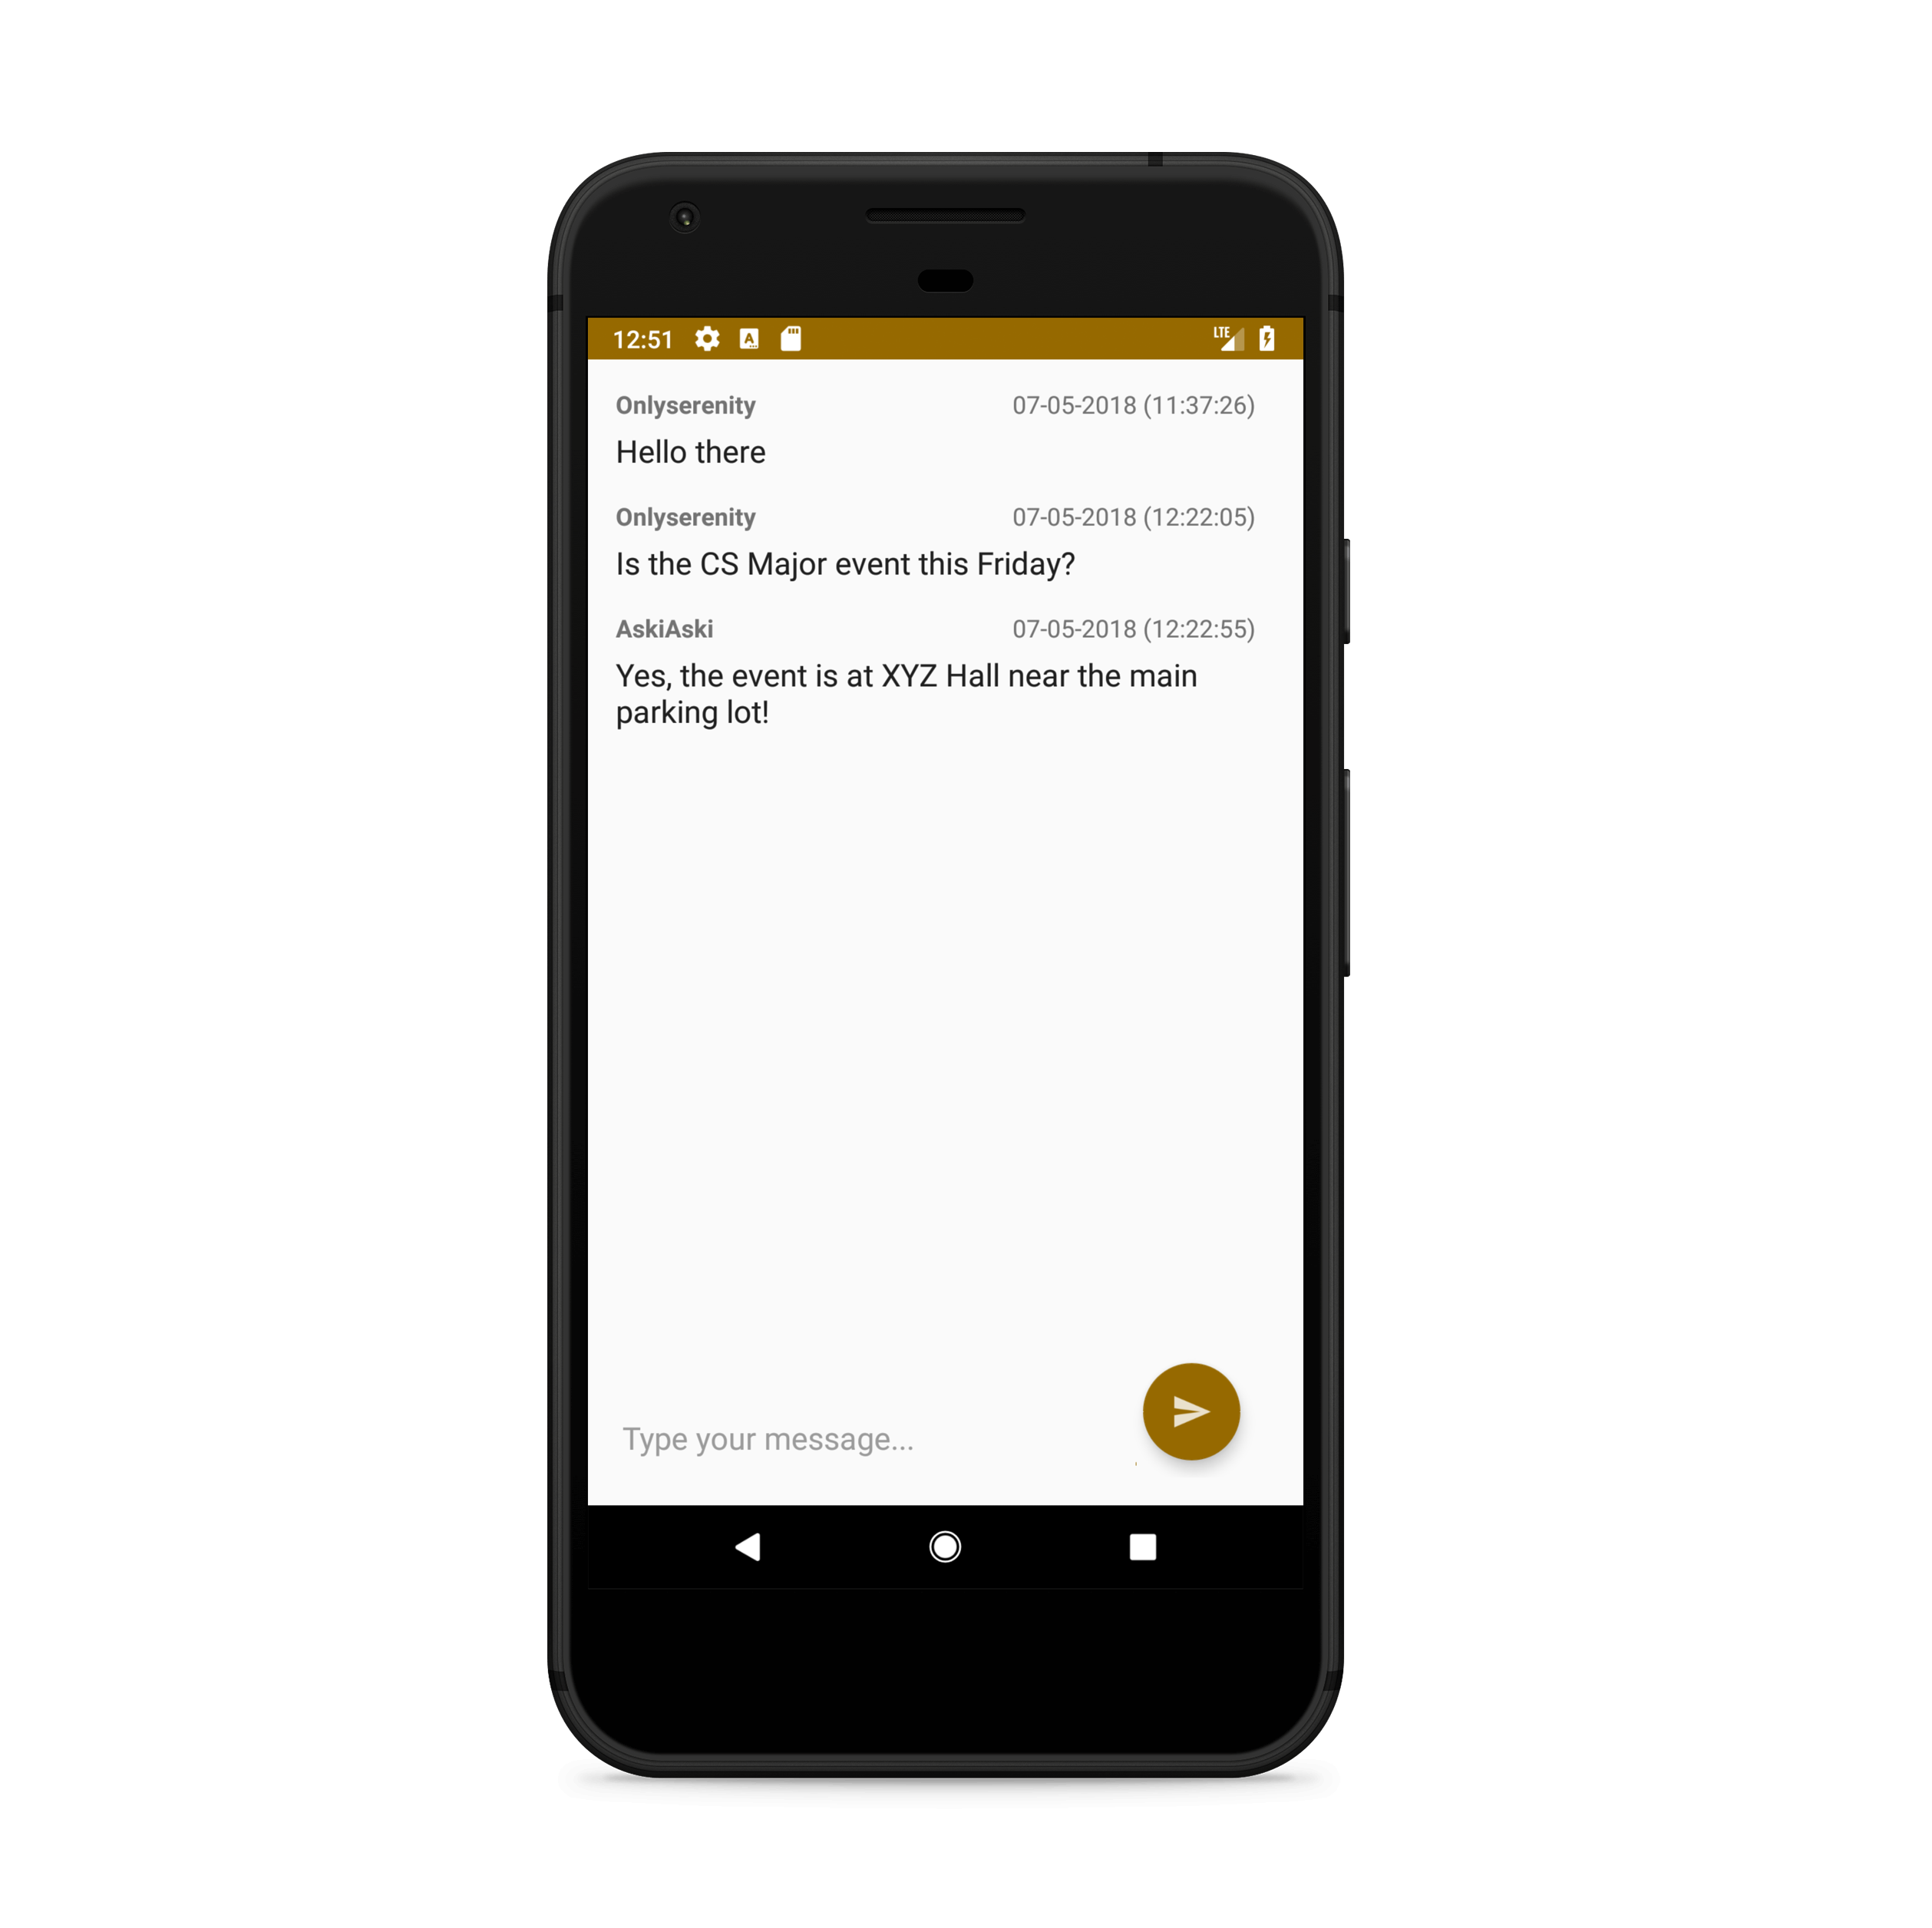 12:51 A LTE
Onlyserenity 07-05-2018 (11:37:26)
Hello there
Onlyserenity 07-05-2018 (12:22:05)
Is the CS Major event this Friday?
AskiAski 07-05-2018 (12:22:55)
Yes, the event is at XYZ Hall near the main
parking lot!
Type your message...